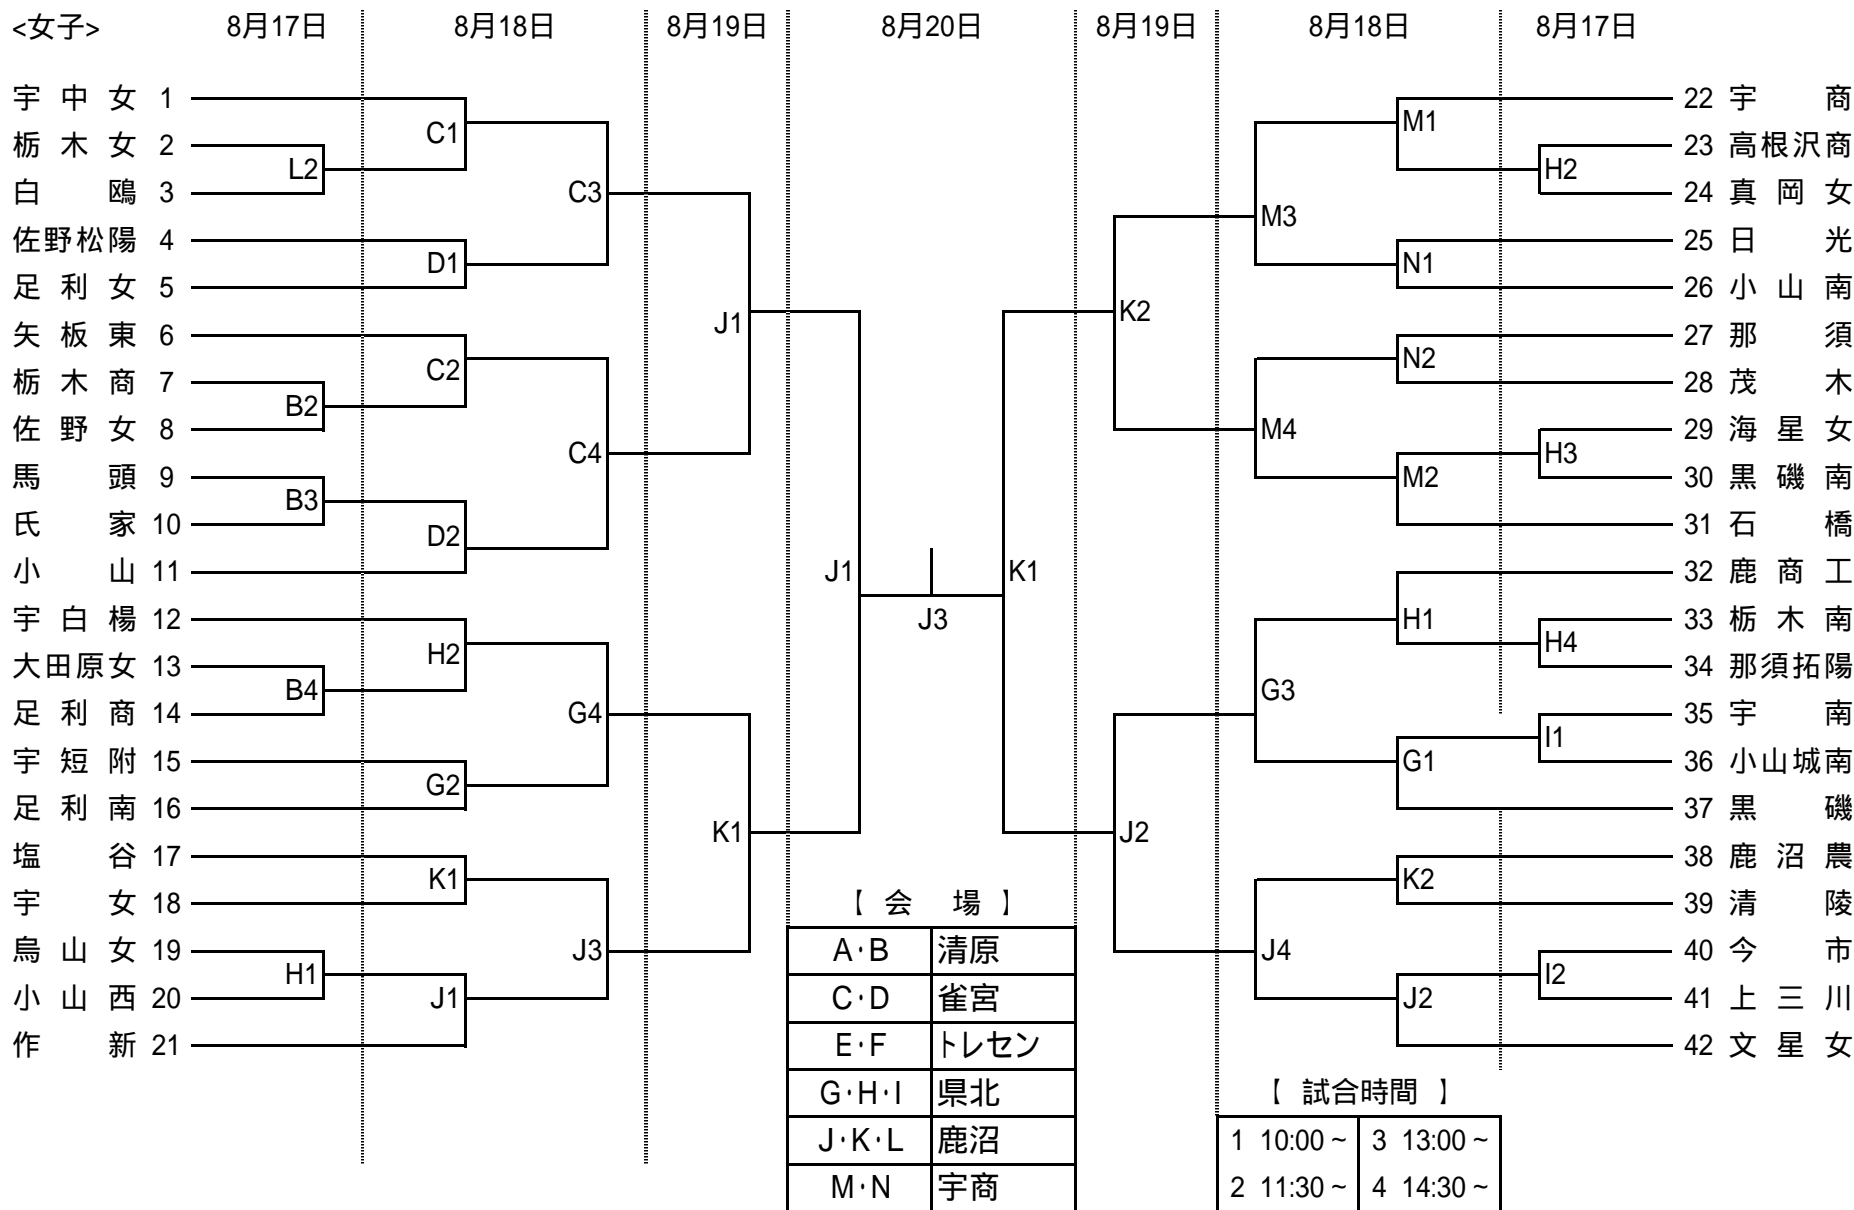 <女子> 8月17日 8月18日 8月19日 8月20日 8月19日 8月18日 8月17日
宇中女 1
栃木女 2
白鴎 3
佐野松陽 4
足利女 5
矢板東 6
栃木商 7
佐野女 8
馬頭 9
氏家 10
小山 11
宇白楊 12
大田原女 13
足利商 14
宇短附 15
足利南 16
塩谷 17
宇女 18
烏山女 19
小山西 20
作新 21
L2
B2
B3
B4
H1
C1
D1
C2
D2
H2
G2
K1
J1
C3
C4
G4
J3
J1
K1
J1
J3
K1
K2
J2
M3
M4
G3
J4
M1
N1
N2
M2
H1
G1
K2
J2
H2
H3
H4
I1
I2
22 宇商
23 高根沢商
24 真岡女
25 日光
26 小山南
27 那須
28 茂木
29 海星女
30 黒磯南
31 石橋
32 鹿商工
33 栃木南
34 那須拓陽
35 宇南
36 小山城南
37 黒磯
38 鹿沼農
39 清陵
40 今市
41 上三川
42 文星女
【 会 場 】
A・B 清原
C・D 雀宮
E・F トレセン
G・H・I 県北
J・K・L 鹿沼
M・N 宇商
【 試合時間 】
1 10:00 ~ 3 13:00 ~
2 11:30 ~ 4 14:30 ~